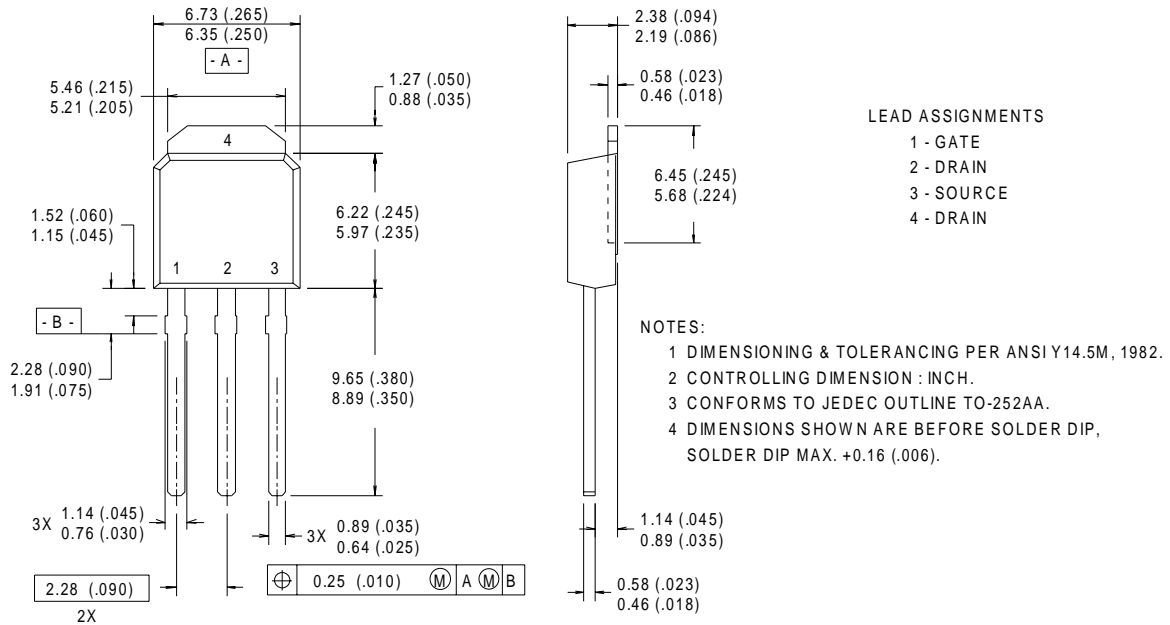 6.73 (.265)
6.35 (.250)
- A -
5.46 (.215)
5.21 (.205)
1.27 (.050)
0.88 (.035)
4
1.52 (.060)
1.15 (.045)
6.22 (.245)
5.97 (.235)
1 2 3
- B -
2.28 (.090)
1.91 (.075)
9.65 (.380)
8.89 (.350)
3X 1.14 (.045)
0.76 (.030)
3X 0.89 (.035)
0.64 (.025)
2.28 (.090)
2X
⌖ 0.25 (.010) Ⓜ A Ⓜ B
2.38 (.094)
2.19 (.086)
0.58 (.023)
0.46 (.018)
6.45 (.245)
5.68 (.224)
1.14 (.045)
0.89 (.035)
0.58 (.023)
0.46 (.018)
LEAD ASSIGNMENTS
1 - GATE
2 - DRAIN
3 - SOURCE
4 - DRAIN
NOTES:
1 DIMENSIONING & TOLERANCING PER ANSI Y14.5M, 1982.
2 CONTROLLING DIMENSION : INCH.
3 CONFORMS TO JEDEC OUTLINE TO-252AA.
4 DIMENSIONS SHOWN ARE BEFORE SOLDER DIP,
SOLDER DIP MAX. +0.16 (.006).